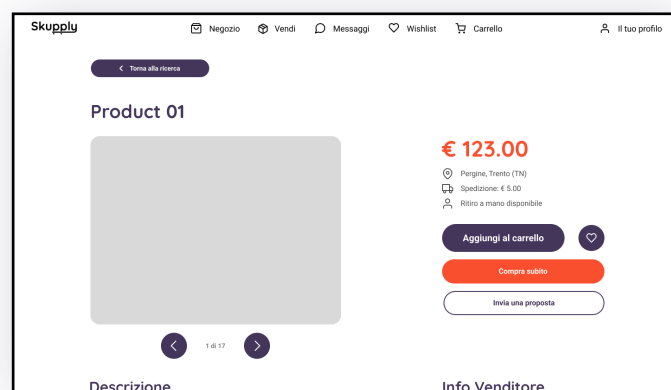 Skupply
Negozio
Vendi
Messaggi
Wishlist
Carrello
Il tuo profilo
Torna alla ricerca
Product 01
€ 123.00
Pergine, Trento (TN)
Spedizione: € 5.00
Ritiro a mano disponibile
Aggiungi al carrello
Compra subito
Invia una proposta
1 di 17
Descrizione
Info Venditore